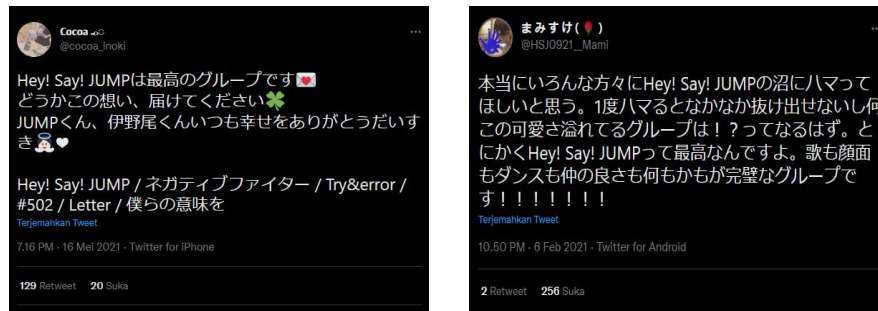 Cocoa
@cocoa_inoki
Hey! Say! JUMPは最高のグループです💌
どうかこの想い、届けてください🍀
JUMPくん、伊野尾くんいつも幸せをありがとうだいす
き👼🏻🤍
Hey! Say! JUMP / ネガティブファイター / Try&error /
#502 / Letter / 僕らの意味を
Terjemahkan Tweet
7.16 PM · 16 Mei 2021 · Twitter for iPhone
129 Retweet 20 Suka
まみすけ(🌹)
@HSJ0921__Mami
本当にいろんな方々にHey! Say! JUMPの沼にハマって
ほしいと思う。1度ハマるとなかなか抜け出せないし何
この可愛さ溢れてるグループは！？ってなるはず。と
にかくHey! Say! JUMPって最高なんですよ。歌も顔面
もダンスも仲の良さも何もかもが完璧なグループで
す！！！！！！！
Terjemahkan Tweet
10.50 PM · 6 Feb 2021 · Twitter for Android
2 Retweet 256 Suka